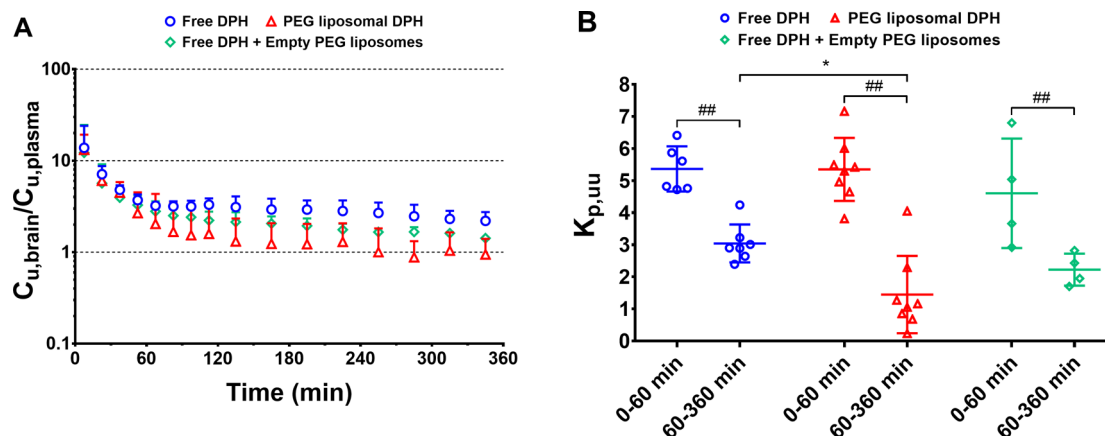 A
Free DPH
PEG liposomal DPH
Free DPH + Empty PEG liposomes
100
10
1
0.1
C_u,brain/C_u,plasma
0
60
120
180
240
300
360
Time (min)
B
Free DPH
PEG liposomal DPH
Free DPH + Empty PEG liposomes
*
##
##
##
8
7
6
5
4
3
2
1
0
K_p,uu
0-60 min
60-360 min
0-60 min
60-360 min
0-60 min
60-360 min